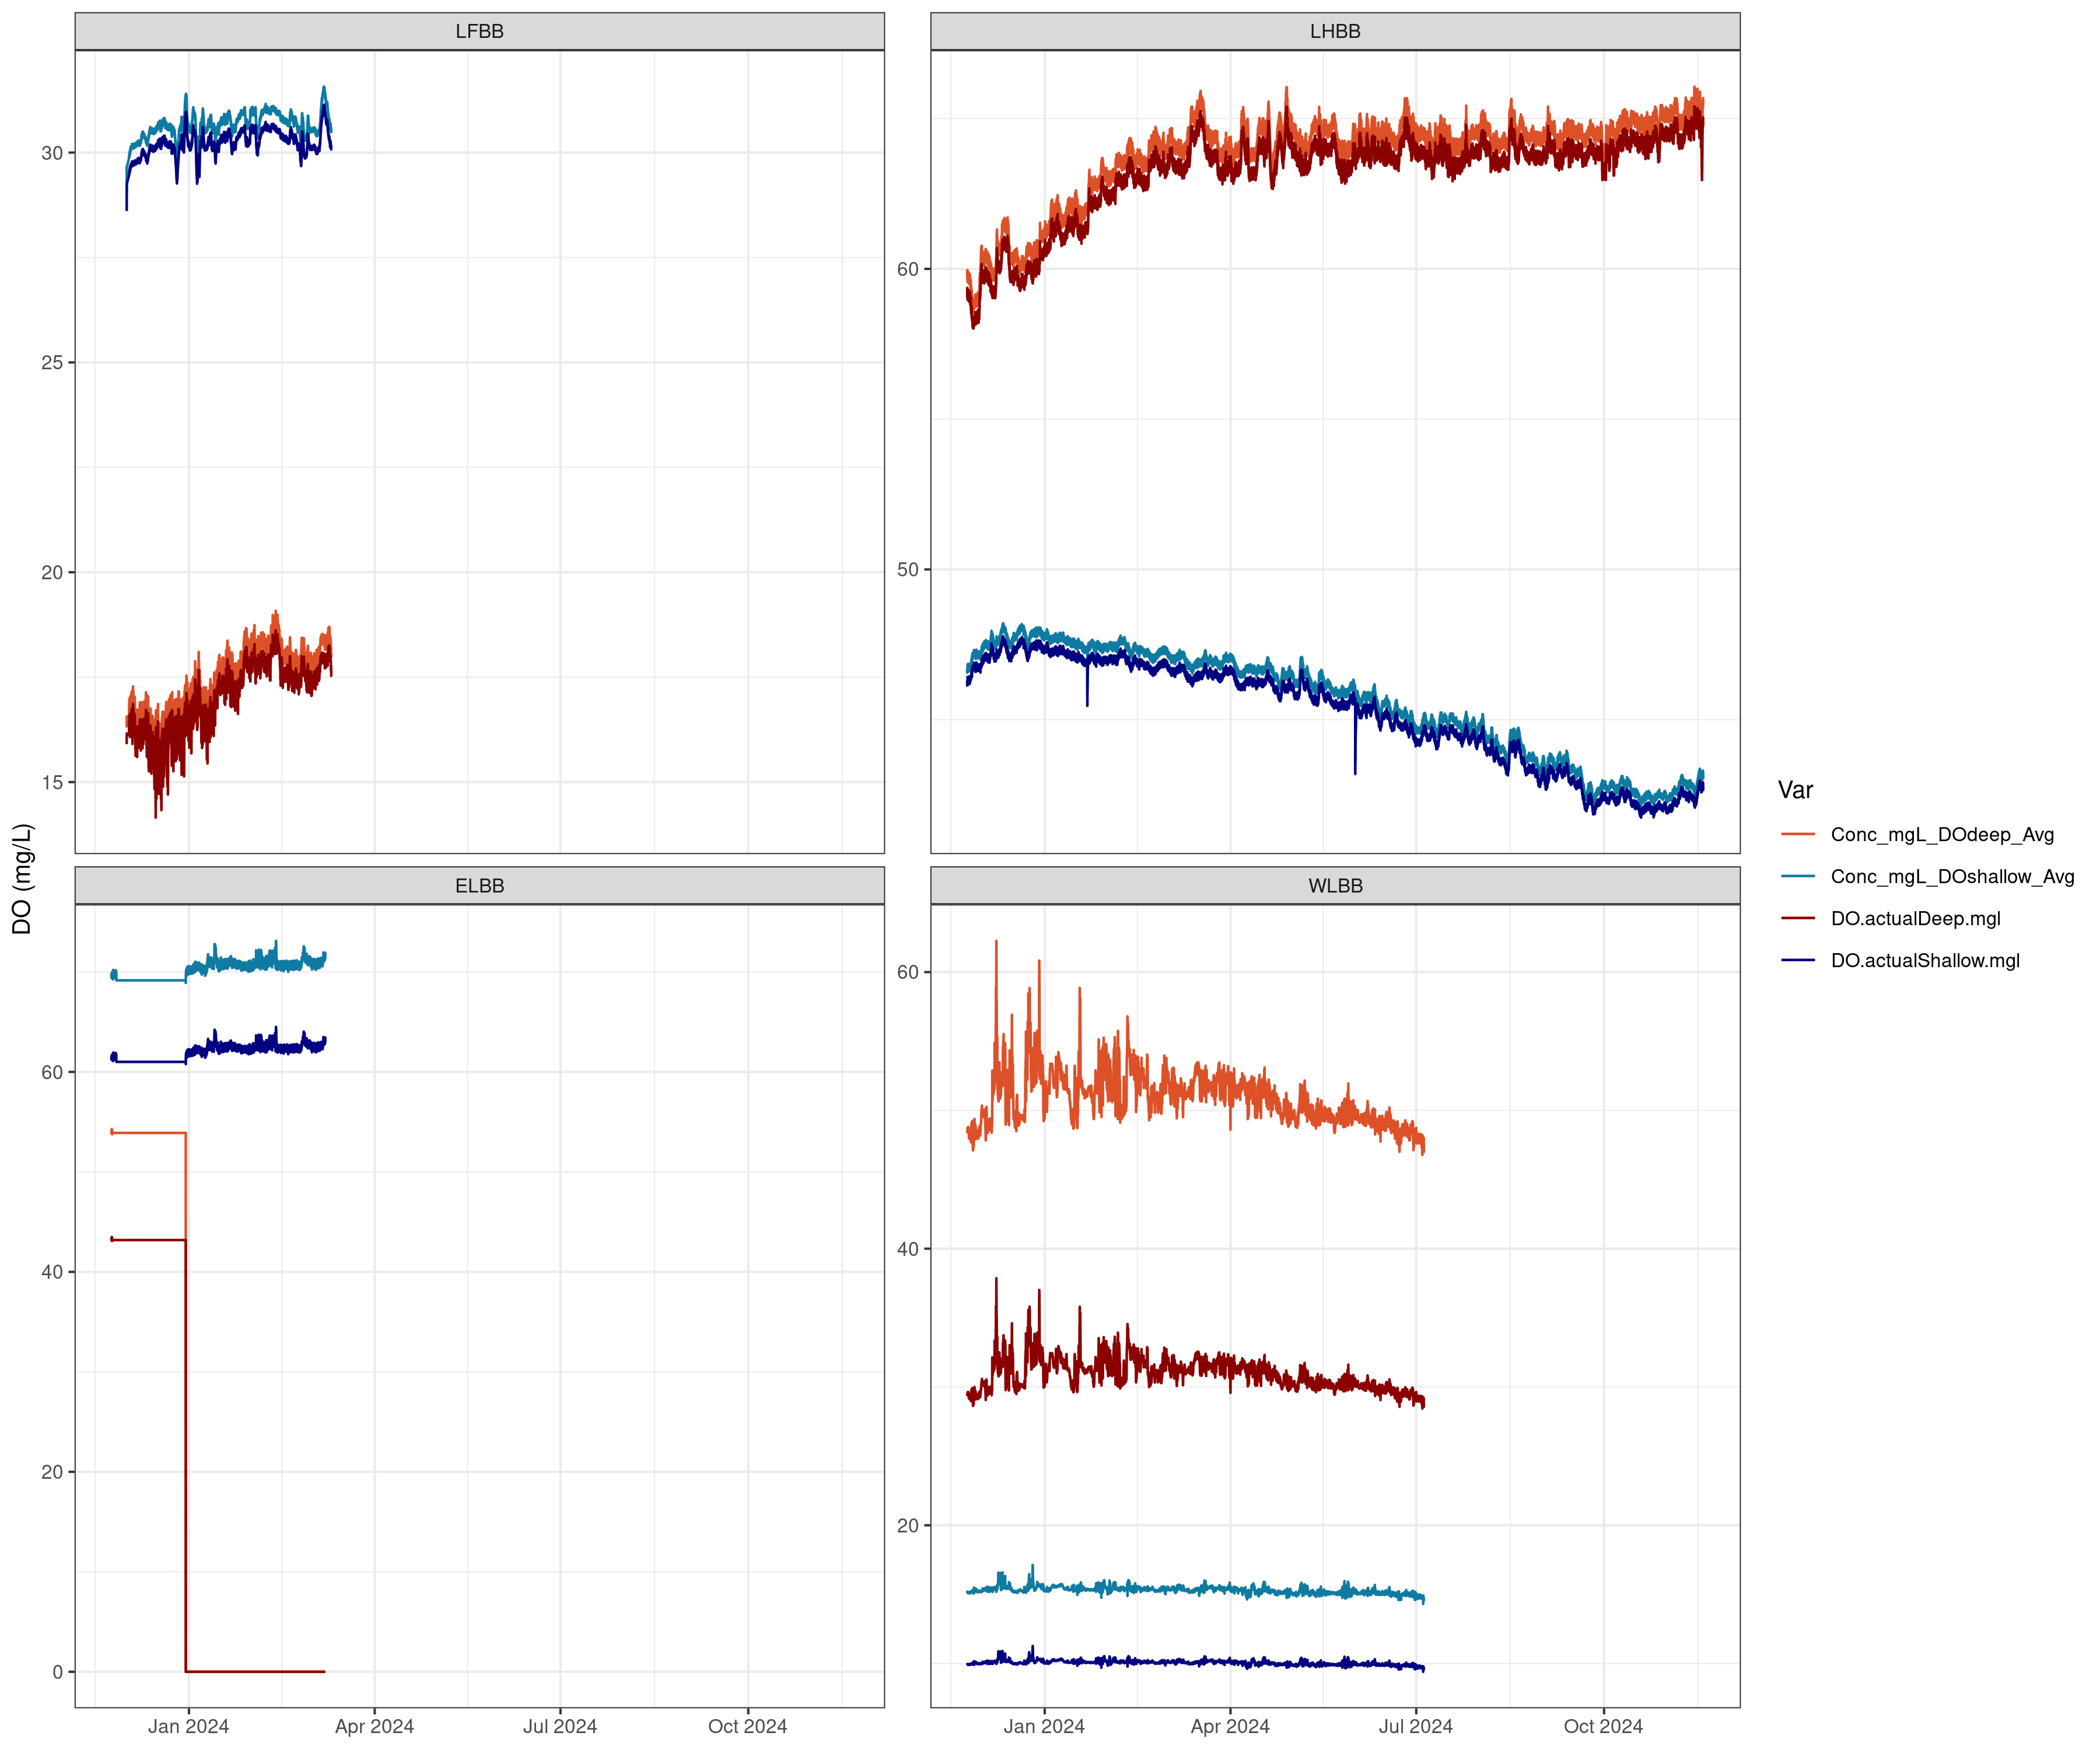 LFBB
LHBB
30
25
20
15
60
50
DO (mg/L)
ELBB
WLBB
60
40
20
0
60
40
20
Jan 2024
Apr 2024
Jul 2024
Oct 2024
Jan 2024
Apr 2024
Jul 2024
Oct 2024
Var
Conc_mgL_DOdeep_Avg
Conc_mgL_DOshallow_Avg
DO.actualDeep.mgl
DO.actualShallow.mgl